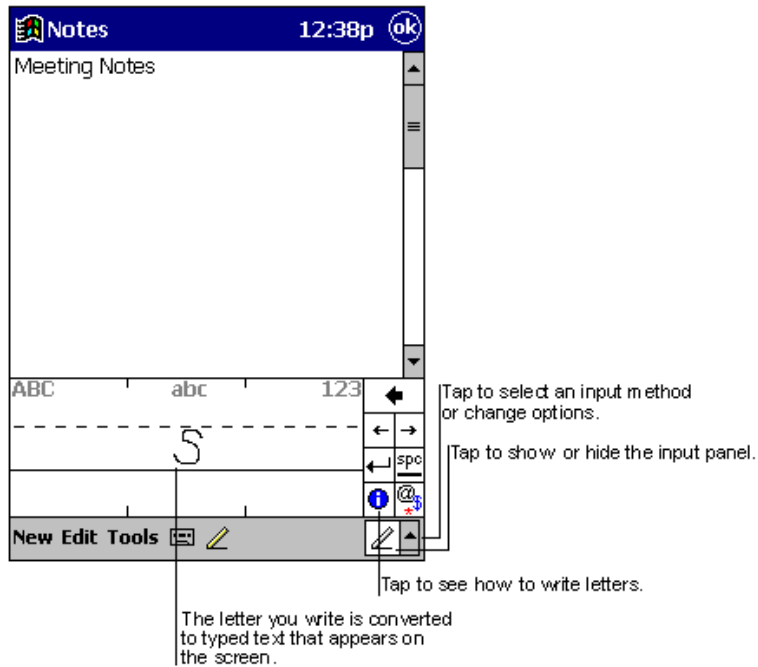 Notes 12:38p ok
Meeting Notes
ABC abc 123
S
spc
@
*$
New Edit Tools
Tap to select an input method
or change options.
Tap to show or hide the input panel.
Tap to see how to write letters.
The letter you write is converted
to typed text that appears on
the screen.